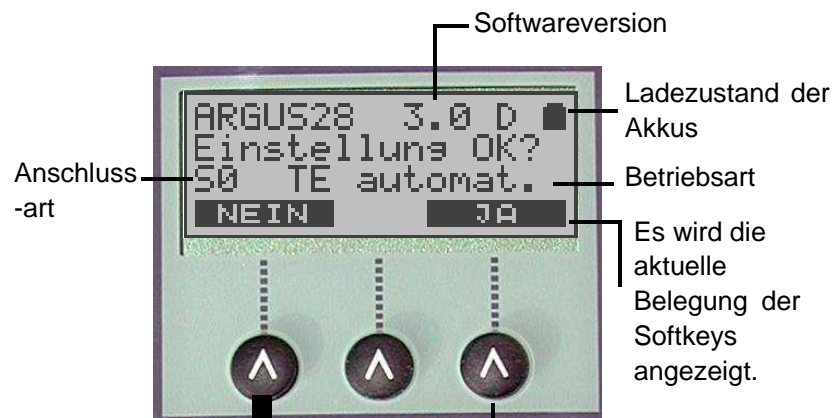 Softwareversion
ARGUS28 3.0 D
Einstellung OK?
S0 TE automat.
NEIN JA
Anschluss
-art
Ladezustand der
Akkus
Betriebsart
Es wird die
aktuelle
Belegung der
Softkeys
angezeigt.